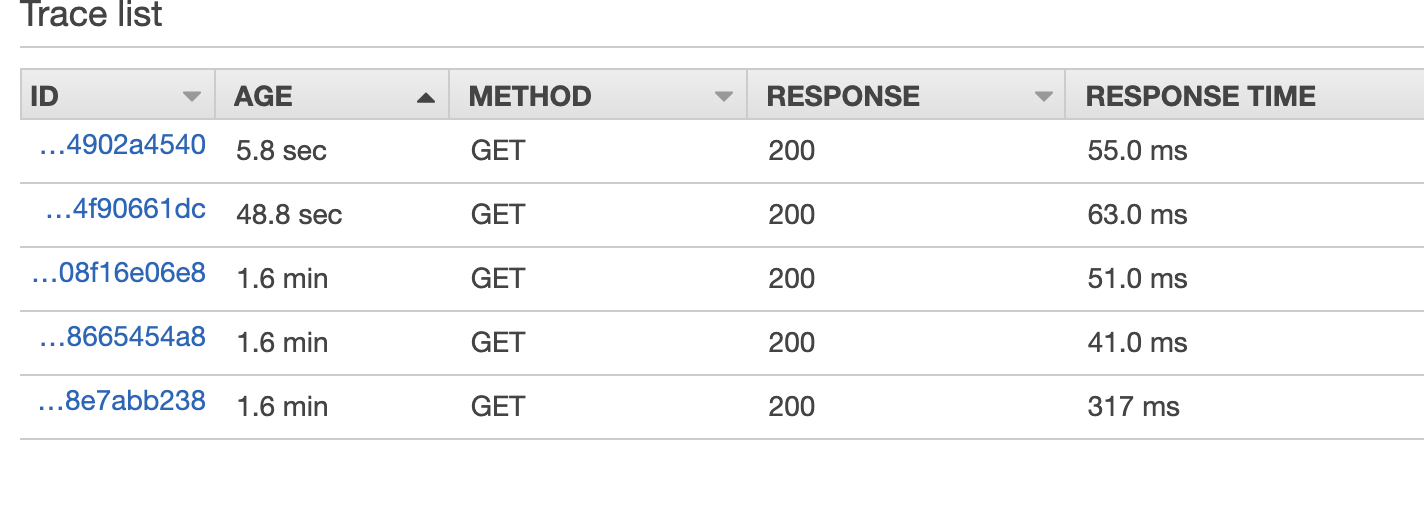 Trace list
ID AGE METHOD RESPONSE RESPONSE TIME
…4902a4540 5.8 sec GET 200 55.0 ms
…4f90661dc 48.8 sec GET 200 63.0 ms
…08f16e06e8 1.6 min GET 200 51.0 ms
…8665454a8 1.6 min GET 200 41.0 ms
…8e7abb238 1.6 min GET 200 317 ms